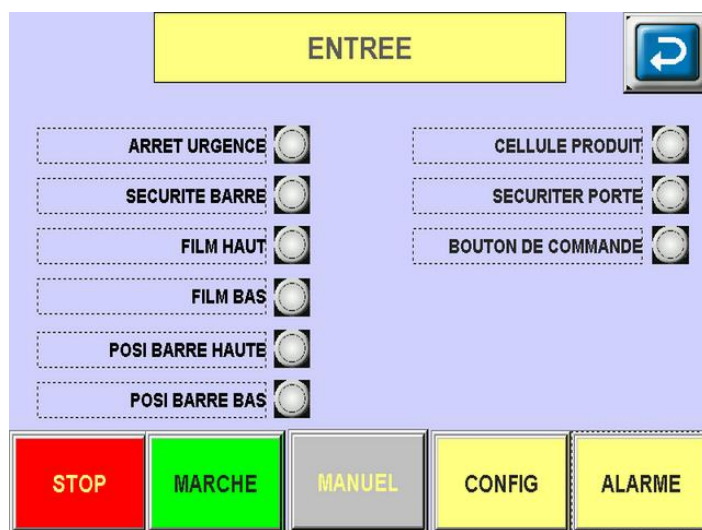 ENTREE
ARRET URGENCE
SECURITE BARRE
FILM HAUT
FILM BAS
POSI BARRE HAUTE
POSI BARRE BAS
CELLULE PRODUIT
SECURITER PORTE
BOUTON DE COMMANDE
STOP
MARCHE
MANUEL
CONFIG
ALARME